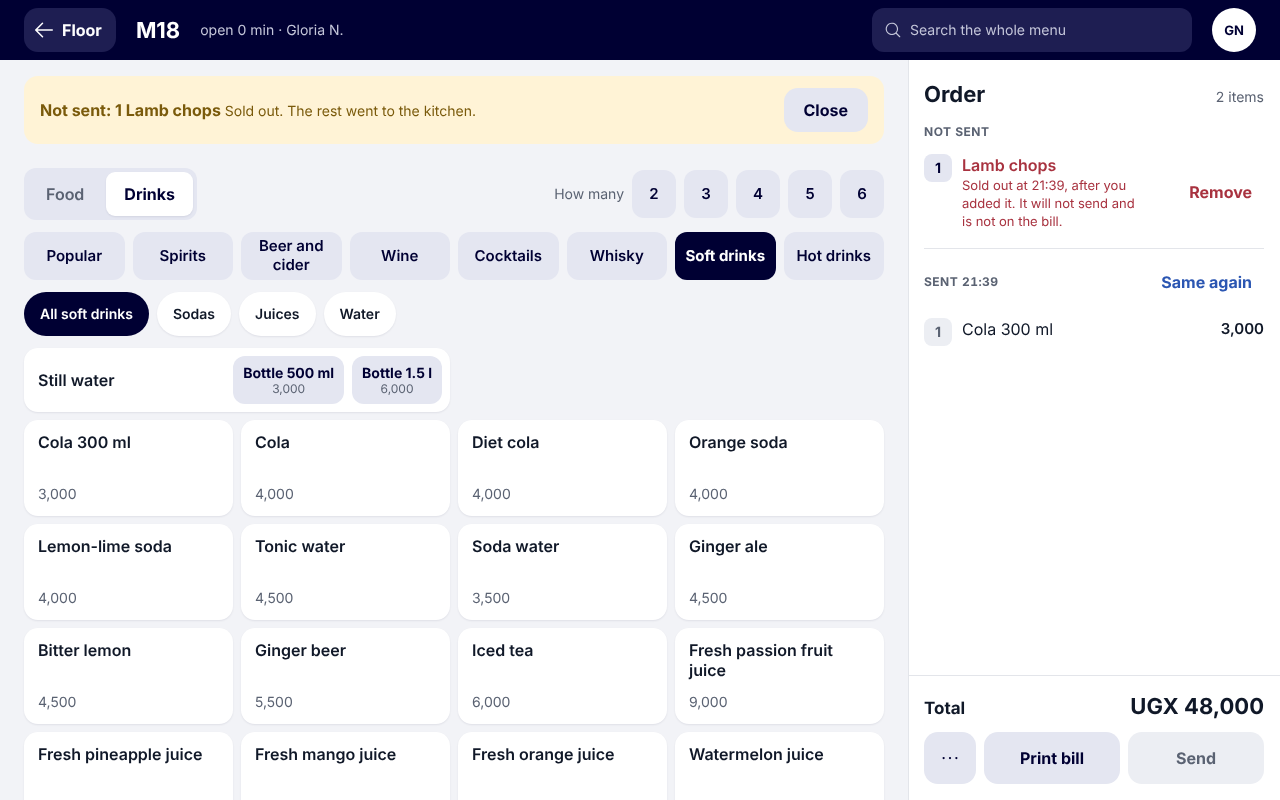 Floor
M18
open 0 min · Gloria N.
Search the whole menu
GN
Not sent: 1 Lamb chops Sold out. The rest went to the kitchen.
Close
Food
Drinks
How many
2
3
4
5
6
Popular
Spirits
Beer and
cider
Wine
Cocktails
Whisky
Soft drinks
Hot drinks
All soft drinks
Sodas
Juices
Water
Still water
Bottle 500 ml
3,000
Bottle 1.5 l
6,000
Cola 300 ml
3,000
Cola
4,000
Diet cola
4,000
Orange soda
4,000
Lemon-lime soda
4,000
Tonic water
4,500
Soda water
3,500
Ginger ale
4,500
Bitter lemon
4,500
Ginger beer
5,500
Iced tea
6,000
Fresh passion fruit
juice
9,000
Fresh pineapple juice
Fresh mango juice
Fresh orange juice
Watermelon juice
Order
2 items
NOT SENT
1
Lamb chops
Sold out at 21:39, after you
added it. It will not send and
is not on the bill.
Remove
SENT 21:39
Same again
1
Cola 300 ml
3,000
Total
UGX 48,000
···
Print bill
Send